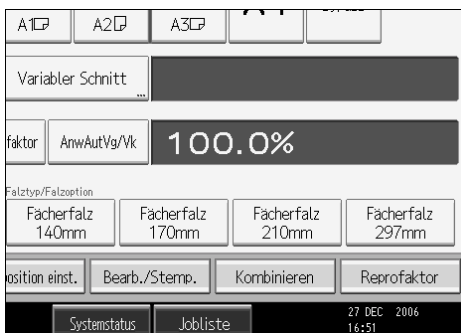 A1 A2 A3
Variabler Schnitt ...
faktor AnwAutVg/Vk 100.0%
Falztyp/Falzoption
Fächerfalz Fächerfalz Fächerfalz Fächerfalz
140mm 170mm 210mm 297mm
osition einst. Bearb./Stemp. Kombinieren Reprofaktor
27 DEC 2006
Systemstatus Jobliste 16:51